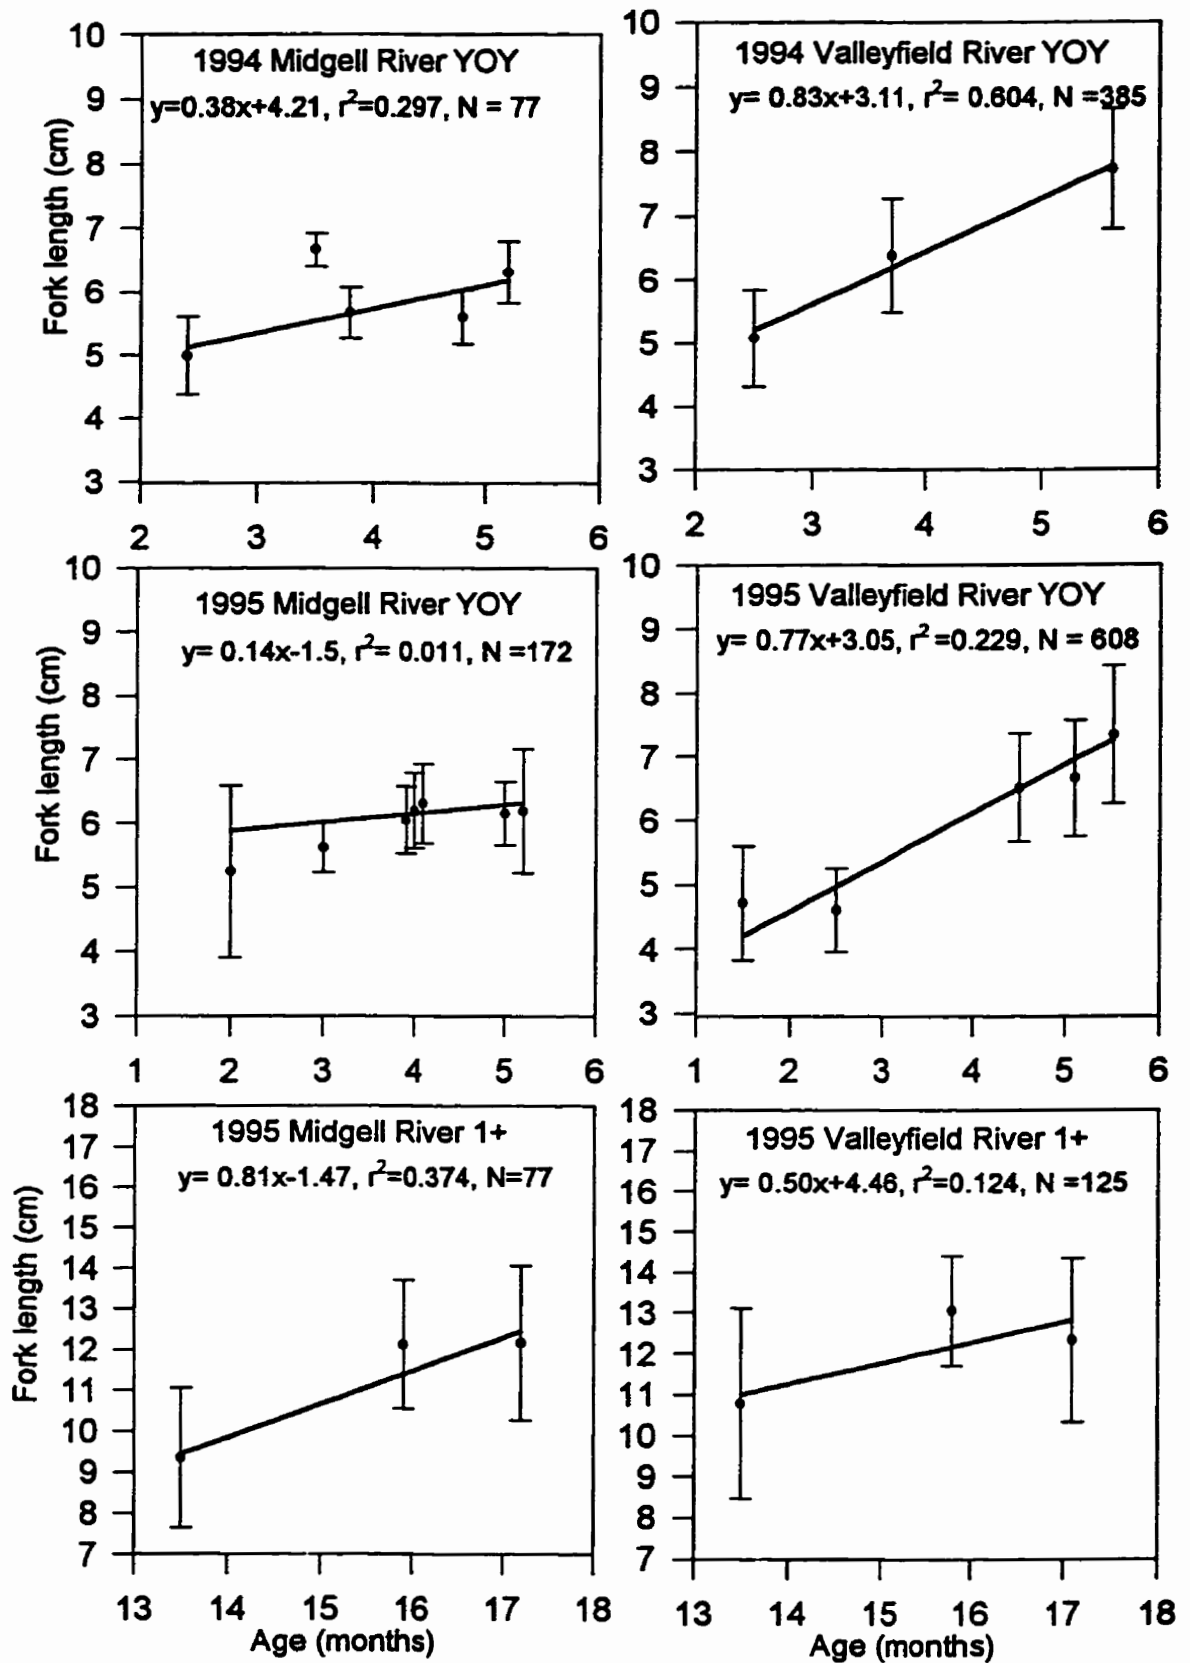 1994 Midgell River YOY
y=0.38x+4.21, r²=0.297, N = 77
Fork length (cm)
10
9
8
7
6
5
4
3
2 3 4 5 6
1994 Valleyfield River YOY
y= 0.83x+3.11, r²= 0.604, N =385
10
9
8
7
6
5
4
3
2 3 4 5 6
1995 Midgell River YOY
y= 0.14x-1.5, r²= 0.011, N =172
Fork length (cm)
10
9
8
7
6
5
4
3
1 2 3 4 5 6
1995 Valleyfield River YOY
y= 0.77x+3.05, r²=0.229, N = 608
10
9
8
7
6
5
4
3
1 2 3 4 5 6
1995 Midgell River 1+
y= 0.81x-1.47, r²=0.374, N=77
Fork length (cm)
18
17
16
15
14
13
12
11
10
9
8
7
13 14 15 16 17 18
Age (months)
1995 Valleyfield River 1+
y= 0.50x+4.46, r²=0.124, N =125
18
17
16
15
14
13
12
11
10
9
8
7
13 14 15 16 17 18
Age (months)